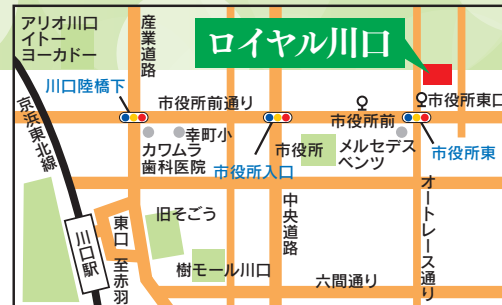 アリオ川口
イトー
ヨーカドー
産業道路
ロイヤル川口
川口陸橋下
市役所前通り
市役所東口
市役所前
京浜東北線
幸町小
カワムラ
歯科医院
市役所入口
市役所
メルセデス
ベンツ
市役所東
旧そごう
中央道路
オートレース通り
川口駅
東口
至赤羽
樹モール川口
六間通り